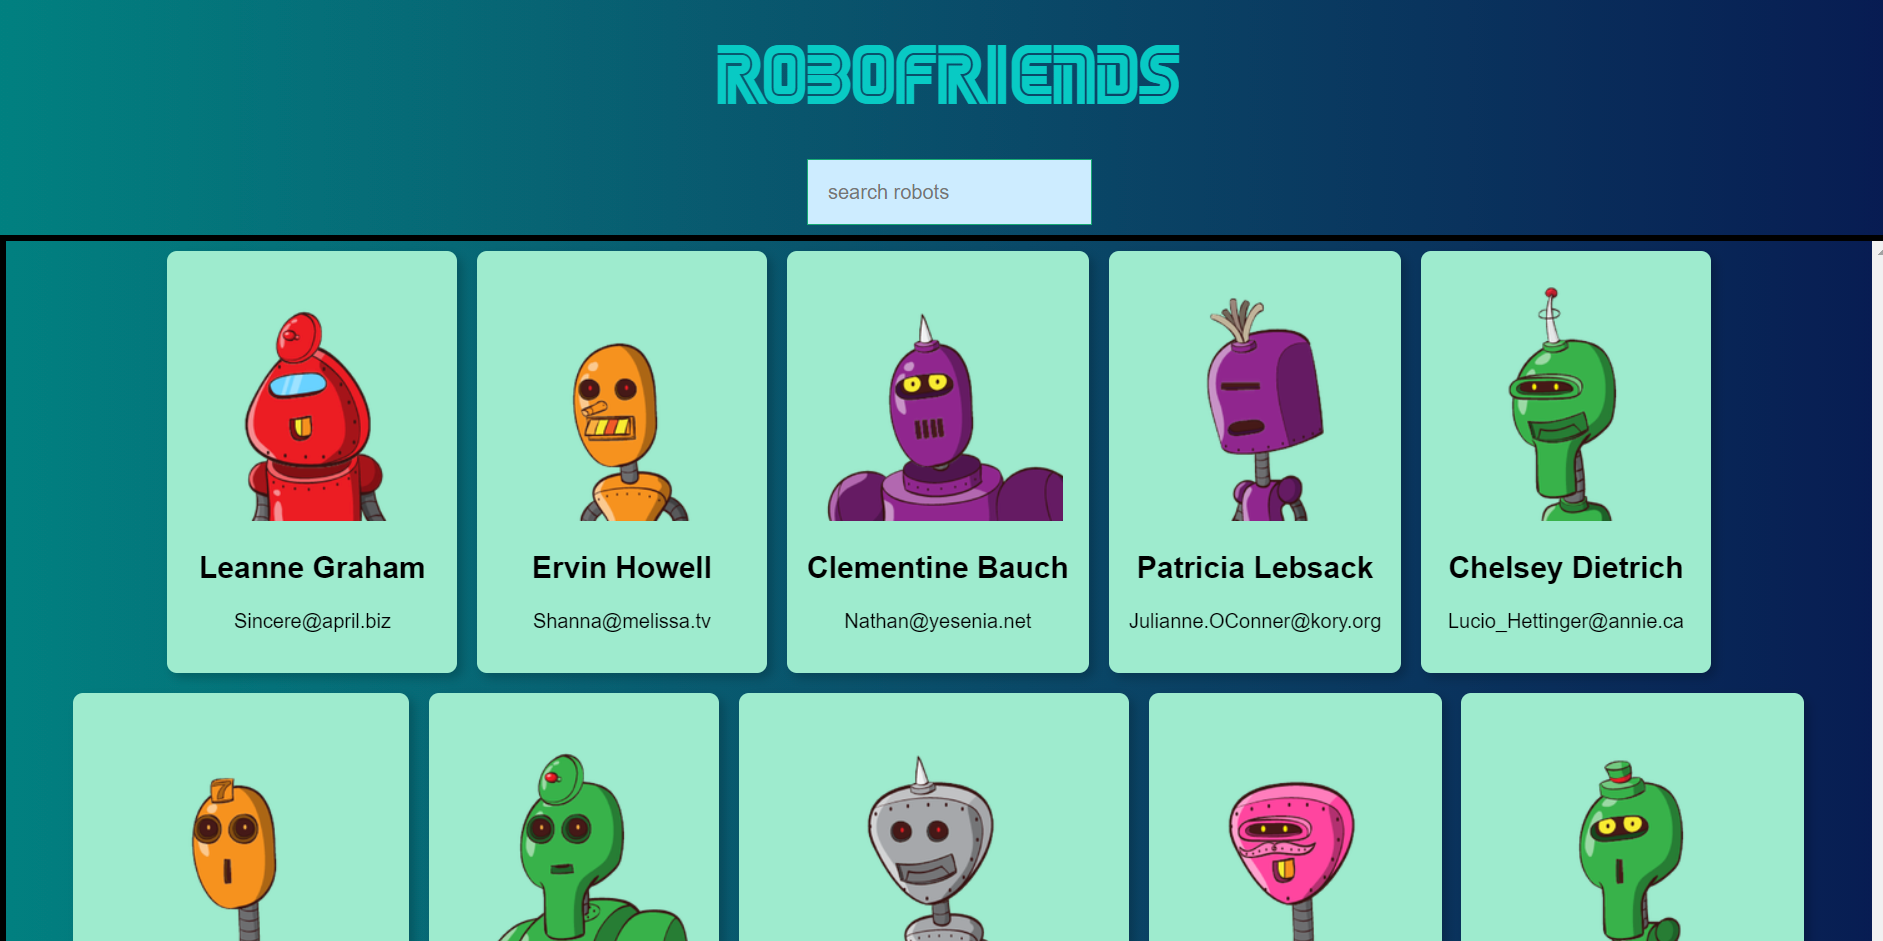 ROBOFRIENDS
search robots
Leanne Graham
Ervin Howell
Clementine Bauch
Patricia Lebsack
Chelsey Dietrich
Sincere@april.biz
Shanna@melissa.tv
Nathan@yesenia.net
Julianne.OConner@kory.org
Lucio_Hettinger@annie.ca
7